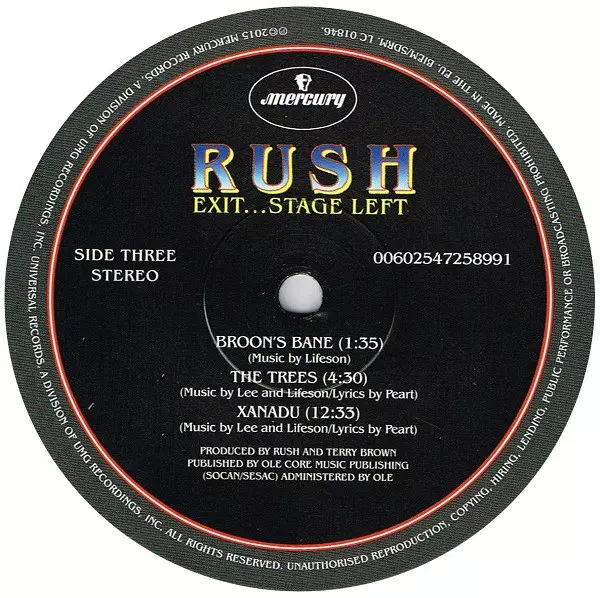 mercury
RUSH
EXIT...STAGE LEFT
SIDE THREE
STEREO
00602547258991
BROON'S BANE (1:35)
(Music by Lifeson)
THE TREES (4:30)
(Music by Lee and Lifeson/Lyrics by Peart)
XANADU (12:33)
(Music by Lee and Lifeson/Lyrics by Peart)
PRODUCED BY RUSH AND TERRY BROWN
PUBLISHED BY OLE CORE MUSIC PUBLISHING
(SOCAN/SESAC) ADMINISTERED BY OLE
℗©2015 MERCURY RECORDS, A DIVISION OF UMG RECORDINGS, INC. UNIVERSAL RECORDS, A DIVISION OF UMG RECORDINGS, INC. ALL RIGHTS RESERVED. UNAUTHORISED REPRODUCTION, COPYING, HIRING, LENDING, PUBLIC PERFORMANCE OR BROADCASTING PROHIBITED. MADE IN THE EU. BIEM/SDRM. LC 01846.